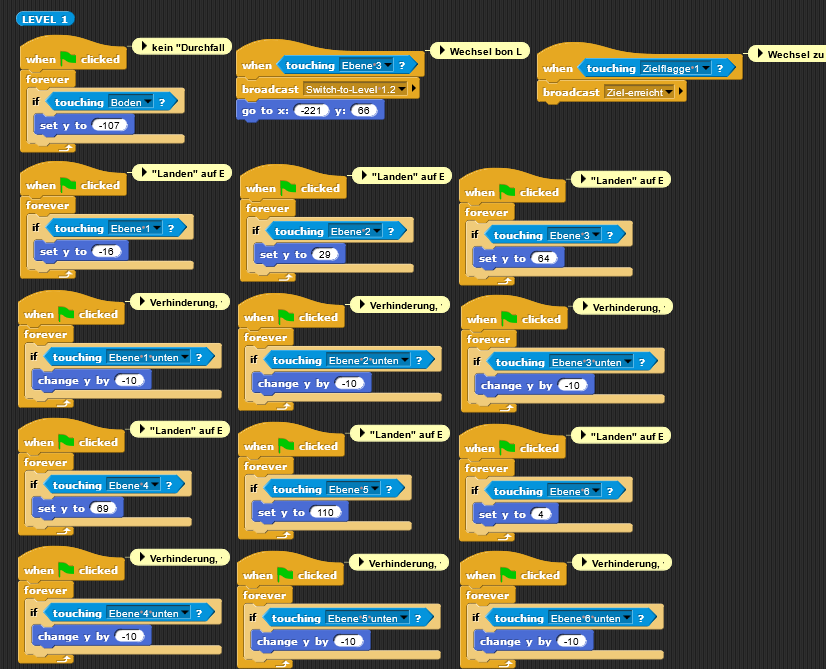 LEVEL 1
when clicked
kein "Durchfall
forever
if touching Boden ?
set y to -107
when touching Ebene 3 ?
Wechsel bon L
broadcast Switch-to-Level 1.2
go to x: -221 y: 66
when touching Zielflagge 1 ?
Wechsel zu
broadcast Ziel-erreicht
when clicked
"Landen" auf E
forever
if touching Ebene 1 ?
set y to -16
when clicked
"Landen" auf E
forever
if touching Ebene 2 ?
set y to 29
when clicked
"Landen" auf E
forever
if touching Ebene 3 ?
set y to 64
when clicked
Verhinderung,
forever
if touching Ebene 1 unten ?
change y by -10
when clicked
Verhinderung,
forever
if touching Ebene 2 unten ?
change y by -10
when clicked
Verhinderung,
forever
if touching Ebene 3 unten ?
change y by -10
when clicked
"Landen" auf E
forever
if touching Ebene 4 ?
set y to 69
when clicked
"Landen" auf E
forever
if touching Ebene 5 ?
set y to 110
when clicked
"Landen" auf E
forever
if touching Ebene 6 ?
set y to 4
when clicked
Verhinderung,
forever
if touching Ebene 4 unten ?
change y by -10
when clicked
Verhinderung,
forever
if touching Ebene 5 unten ?
change y by -10
when clicked
Verhinderung,
forever
if touching Ebene 6 unten ?
change y by -10